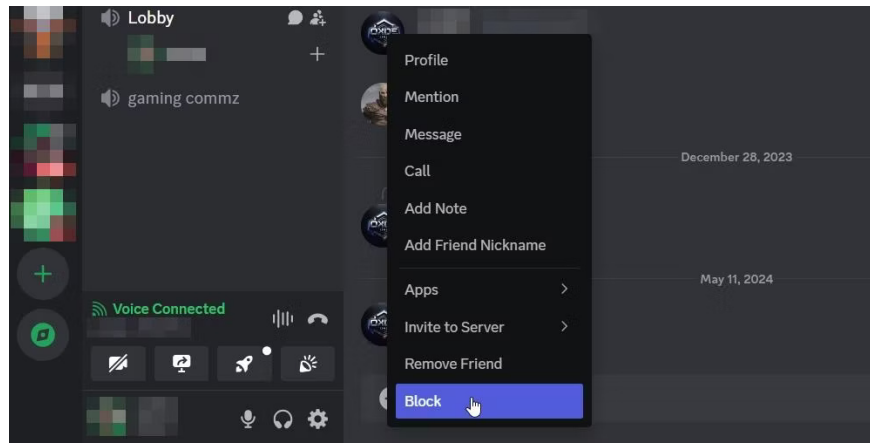 Lobby
gaming commz
Voice Connected
Profile
Mention
Message
Call
Add Note
Add Friend Nickname
Apps
Invite to Server
Remove Friend
Block
December 28, 2023
May 11, 2024